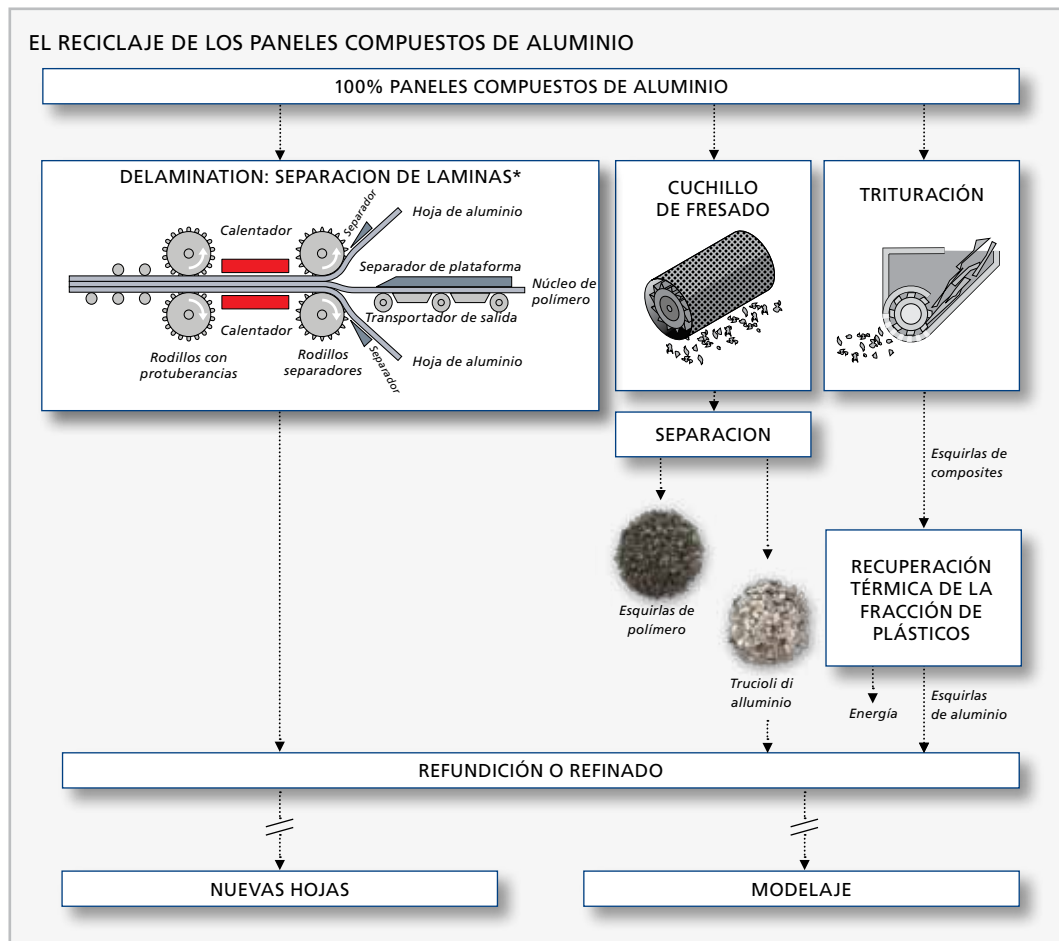 EL RECICLAJE DE LOS PANELES COMPUESTOS DE ALUMINIO
100% PANELES COMPUESTOS DE ALUMINIO
DELAMINATION: SEPARACION DE LAMINAS*
Calentador
Separador
Hoja de aluminio
Separador de plataforma
Núcleo de
polímero
Transportador de salida
Calentador
Rodillos con
protuberancias
Rodillos
separadores
Separador
Hoja de aluminio
CUCHILLO
DE FRESADO
TRITURACIÓN
SEPARACION
Esquirlas de
composites
Esquirlas de
polímero
Trucioli di
alluminio
RECUPERACIÓN
TÉRMICA DE LA
FRACCIÓN DE
PLÁSTICOS
Energía
Esquirlas
de aluminio
REFUNDICIÓN O REFINADO
NUEVAS HOJAS
MODELAJE